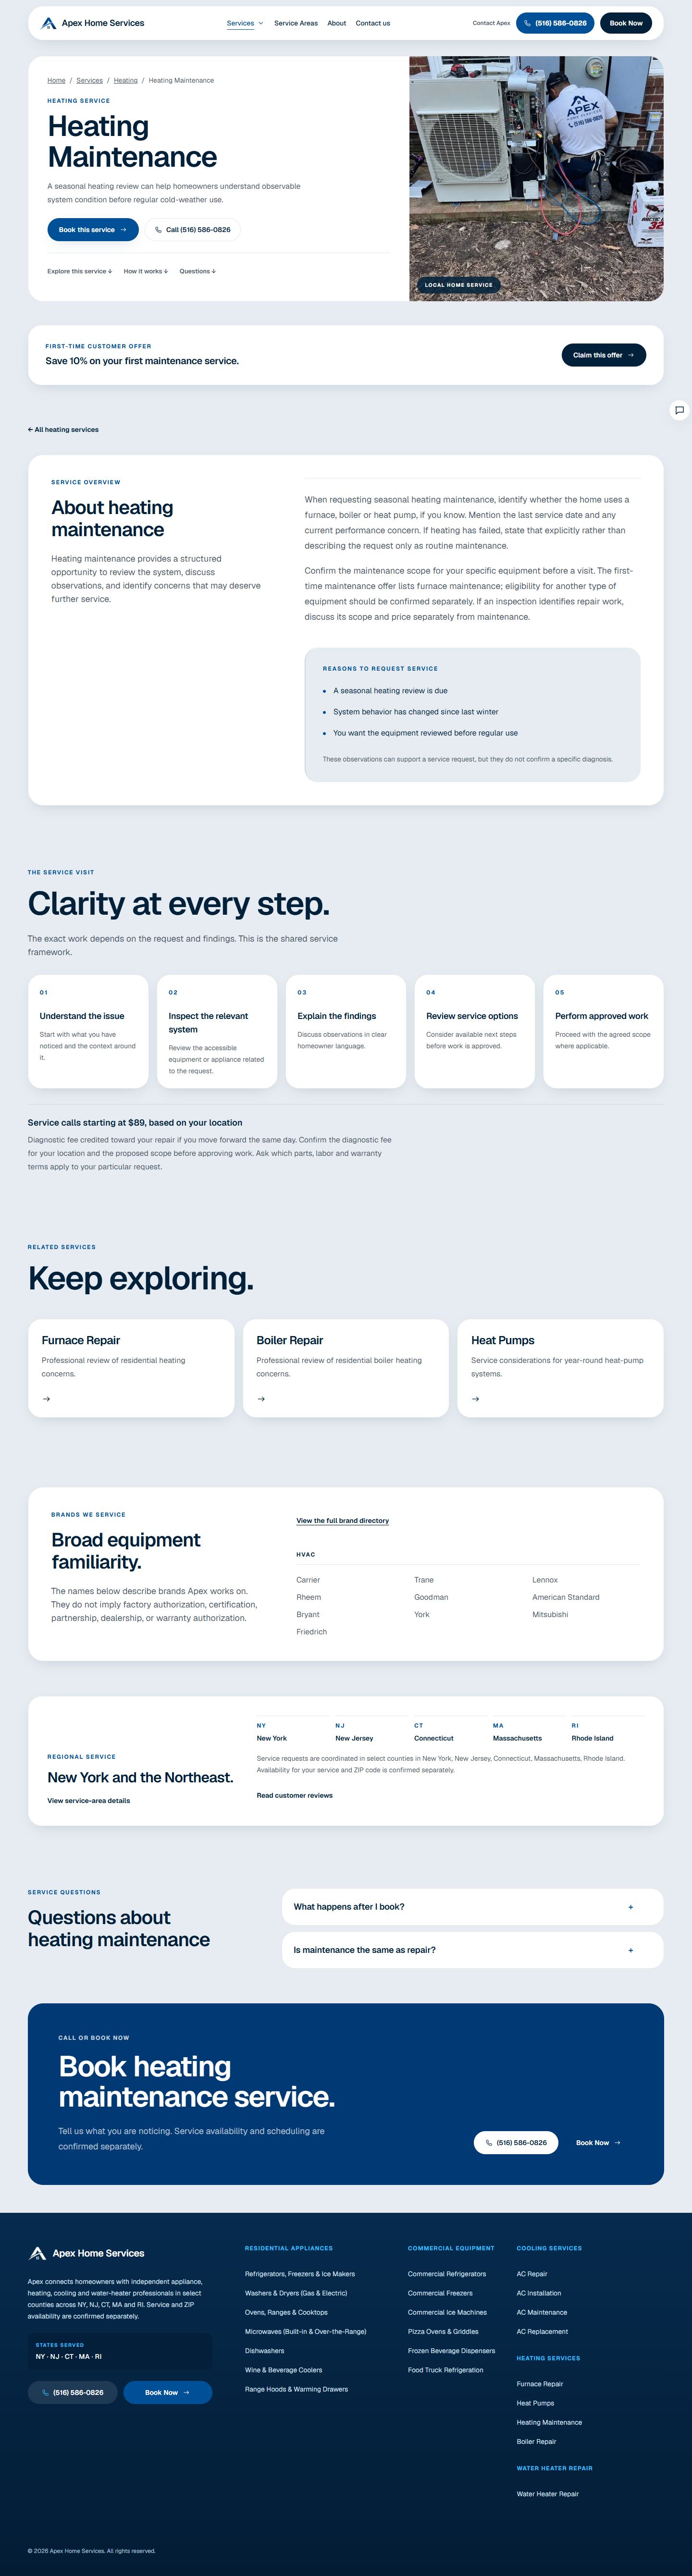 Apex Home Services
Services
Service Areas
About
Contact us
Contact Apex
(516) 586-0826
Book Now
Home / Services / Heating / Heating Maintenance
HEATING SERVICE
Heating
Maintenance
A seasonal heating review can help homeowners understand observable
system condition before regular cold-weather use.
Book this service →
Call (516) 586-0826
Explore this service ↓
How it works ↓
Questions ↓
APEX
LOCAL HOME SERVICE
FIRST-TIME CUSTOMER OFFER
Save 10% on your first maintenance service.
Claim this offer →
← All heating services
SERVICE OVERVIEW
About heating
maintenance
Heating maintenance provides a structured
opportunity to review the system, discuss
observations, and identify concerns that may deserve
further service.
When requesting seasonal heating maintenance, identify whether the home uses a
furnace, boiler or heat pump, if you know. Mention the last service date and any
current performance concern. If heating has failed, state that explicitly rather than
describing the request only as routine maintenance.
Confirm the maintenance scope for your specific equipment before a visit. The first-
time maintenance offer lists furnace maintenance; eligibility for another type of
equipment should be confirmed separately. If an inspection identifies repair work,
discuss its scope and price separately from maintenance.
REASONS TO REQUEST SERVICE
A seasonal heating review is due
System behavior has changed since last winter
You want the equipment reviewed before regular use
These observations can support a service request, but they do not confirm a specific diagnosis.
THE SERVICE VISIT
Clarity at every step.
The exact work depends on the request and findings. This is the shared service
framework.
01
Understand the issue
Start with what you have
noticed and the context around
it.
02
Inspect the relevant
system
Review the accessible
equipment or appliance related
to the request.
03
Explain the findings
Discuss observations in clear
homeowner language.
04
Review service options
Consider available next steps
before work is approved.
05
Perform approved work
Proceed with the agreed scope
where applicable.
Service calls starting at $89, based on your location
Diagnostic fee credited toward your repair if you move forward the same day. Confirm the diagnostic fee
for your location and the proposed scope before approving work. Ask which parts, labor and warranty
terms apply to your particular request.
RELATED SERVICES
Keep exploring.
Furnace Repair
Professional review of residential heating
concerns.
→
Boiler Repair
Professional review of residential boiler heating
concerns.
→
Heat Pumps
Service considerations for year-round heat-pump
systems.
→
BRANDS WE SERVICE
Broad equipment
familiarity.
The names below describe brands Apex works on.
They do not imply factory authorization, certification,
partnership, dealership, or warranty authorization.
View the full brand directory
HVAC
Carrier
Trane
Lennox
Rheem
Goodman
American Standard
Bryant
York
Mitsubishi
Friedrich
REGIONAL SERVICE
New York and the Northeast.
View service-area details
NY
New York
NJ
New Jersey
CT
Connecticut
MA
Massachusetts
RI
Rhode Island
Service requests are coordinated in select counties in New York, New Jersey, Connecticut, Massachusetts, Rhode Island.
Availability for your service and ZIP code is confirmed separately.
Read customer reviews
SERVICE QUESTIONS
Questions about
heating maintenance
What happens after I book? +
Is maintenance the same as repair? +
CALL OR BOOK NOW
Book heating
maintenance service.
Tell us what you are noticing. Service availability and scheduling are
confirmed separately.
(516) 586-0826
Book Now →
Apex Home Services
Apex connects homeowners with independent appliance,
heating, cooling and water-heater professionals in select
counties across NY, NJ, CT, MA and RI. Service and ZIP
availability are confirmed separately.
STATES SERVED
NY · NJ · CT · MA · RI
(516) 586-0826
Book Now →
RESIDENTIAL APPLIANCES
Refrigerators, Freezers & Ice Makers
Washers & Dryers (Gas & Electric)
Ovens, Ranges & Cooktops
Microwaves (Built-in & Over-the-Range)
Dishwashers
Wine & Beverage Coolers
Range Hoods & Warming Drawers
COMMERCIAL EQUIPMENT
Commercial Refrigerators
Commercial Freezers
Commercial Ice Machines
Pizza Ovens & Griddles
Frozen Beverage Dispensers
Food Truck Refrigeration
COOLING SERVICES
AC Repair
AC Installation
AC Maintenance
AC Replacement
HEATING SERVICES
Furnace Repair
Heat Pumps
Heating Maintenance
Boiler Repair
WATER HEATER REPAIR
Water Heater Repair
© 2026 Apex Home Services. All rights reserved.